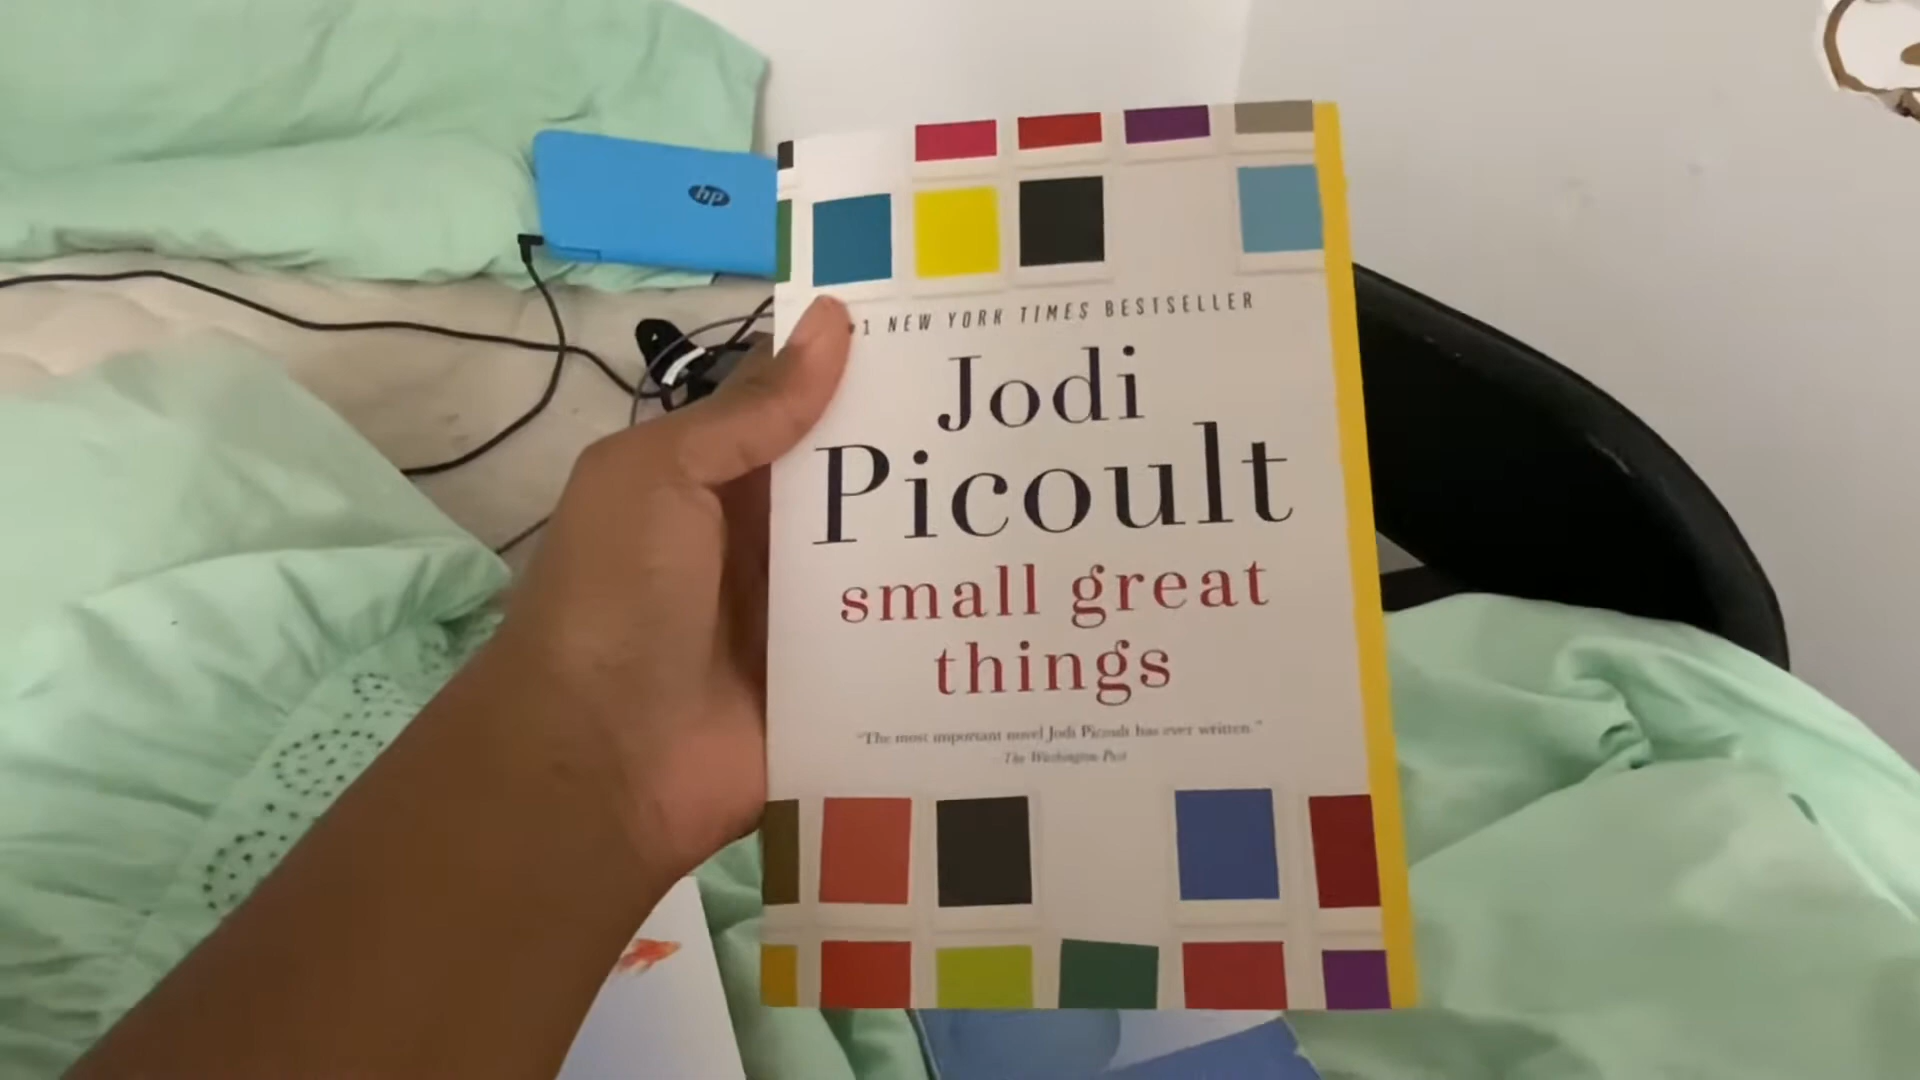 hp
#1 NEW YORK TIMES BESTSELLER
Jodi
Picoult
small great
things
"The most important novel Jodi Picoult has ever written."
—The Washington Post